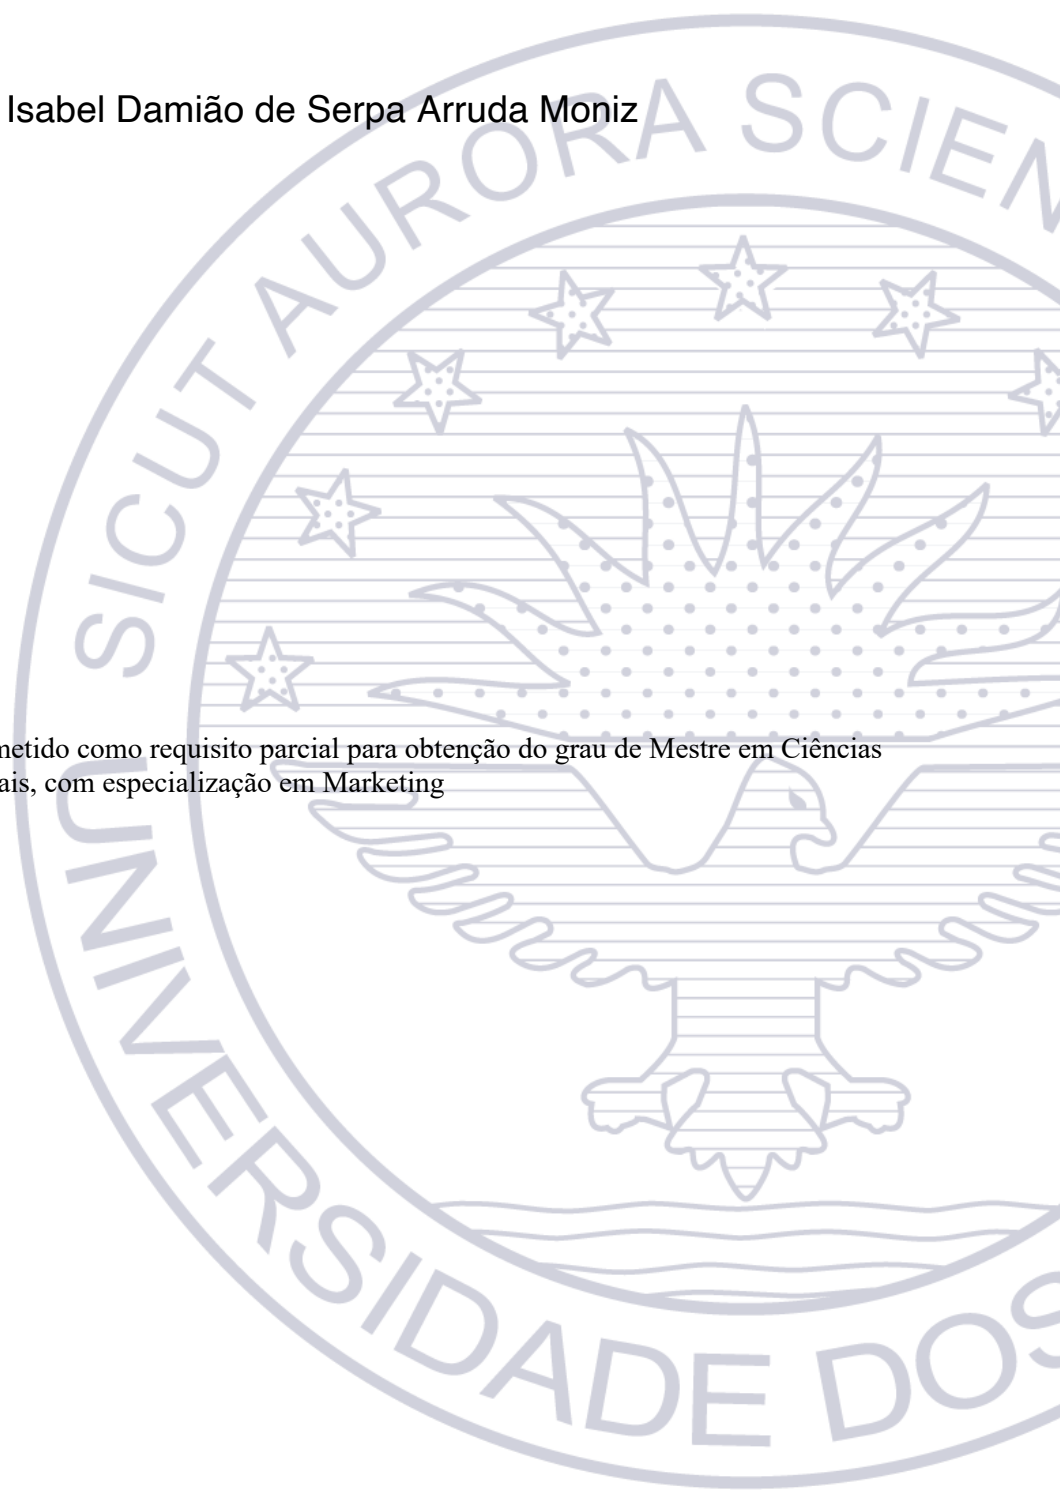 Isabel Damião de Serpa Arruda Moniz
SICUT AURORA SCIEN
metido como requisito parcial para obtenção do grau de Mestre em Ciências
ais, com especialização em Marketing
UNIVERSIDADE DOS